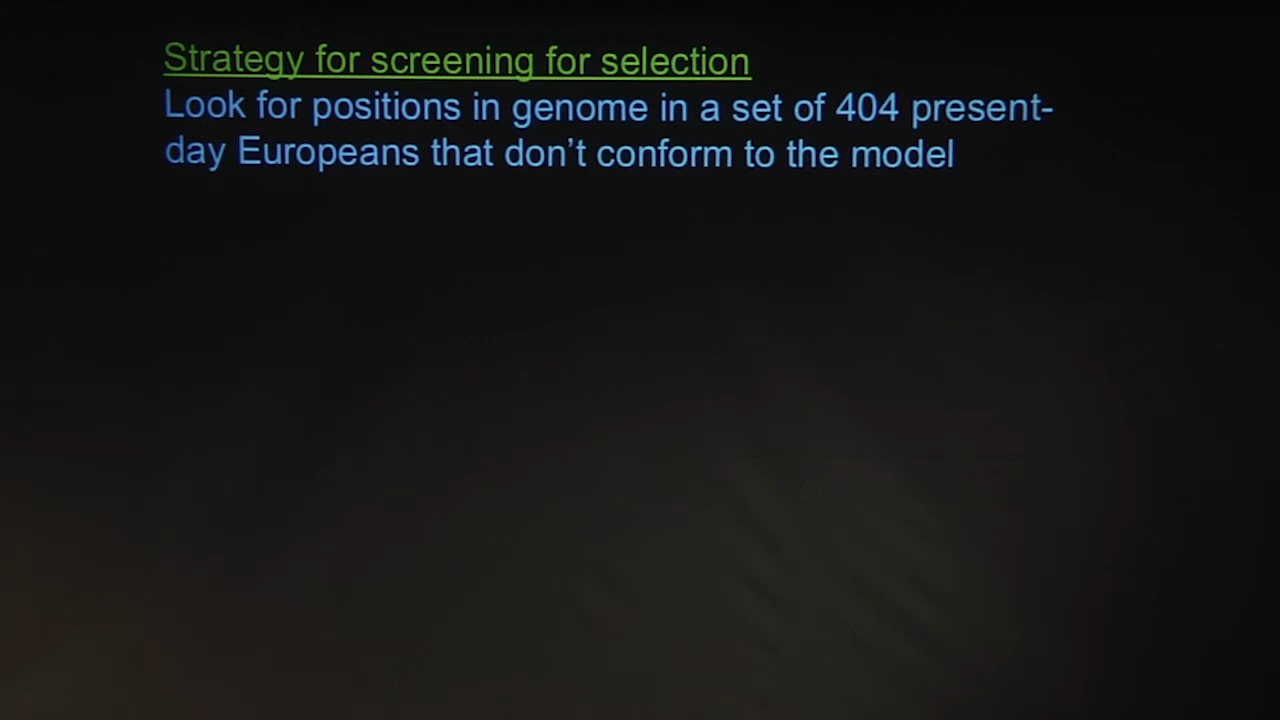 Strategy for screening for selection
Look for positions in genome in a set of 404 present-
day Europeans that don't conform to the model